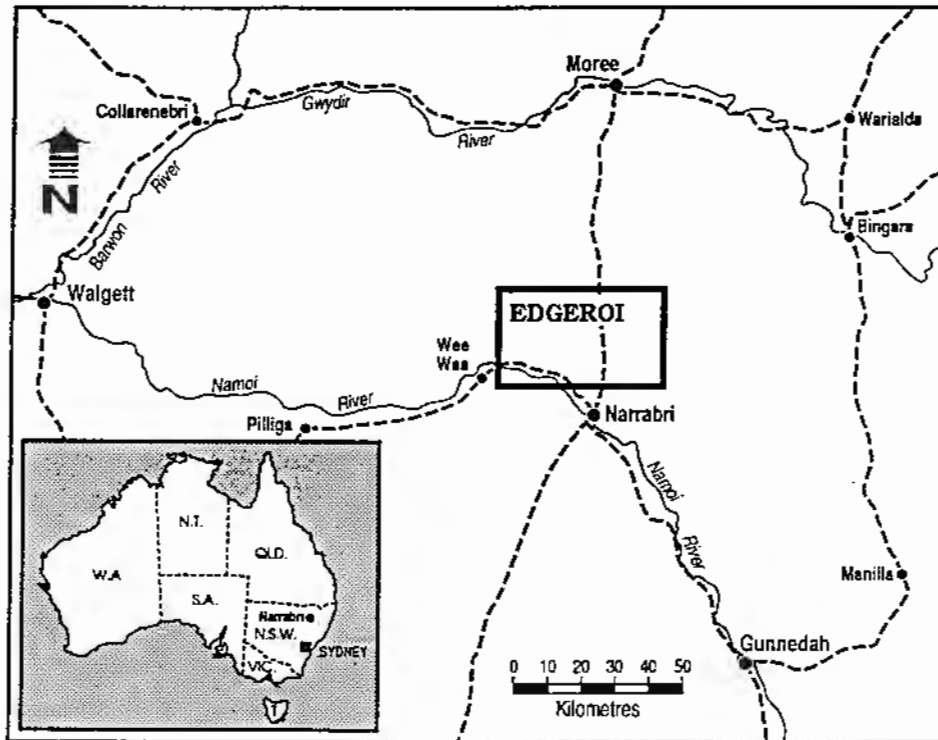 Moree
Collarenebri
Gwydir
River
Warialda
N
River
Barwon
Bingara
Walgett
EDGEROI
Wee
Waa
Namoi
River
Pilliga
Narrabri
Namoi
River
Manilla
Gunnedah
N.T.
QLD.
W.A
S.A.
Narrabri
N.S.W.
SYDNEY
VIC.
T.
0 10 20 30 40 50
Kilometres